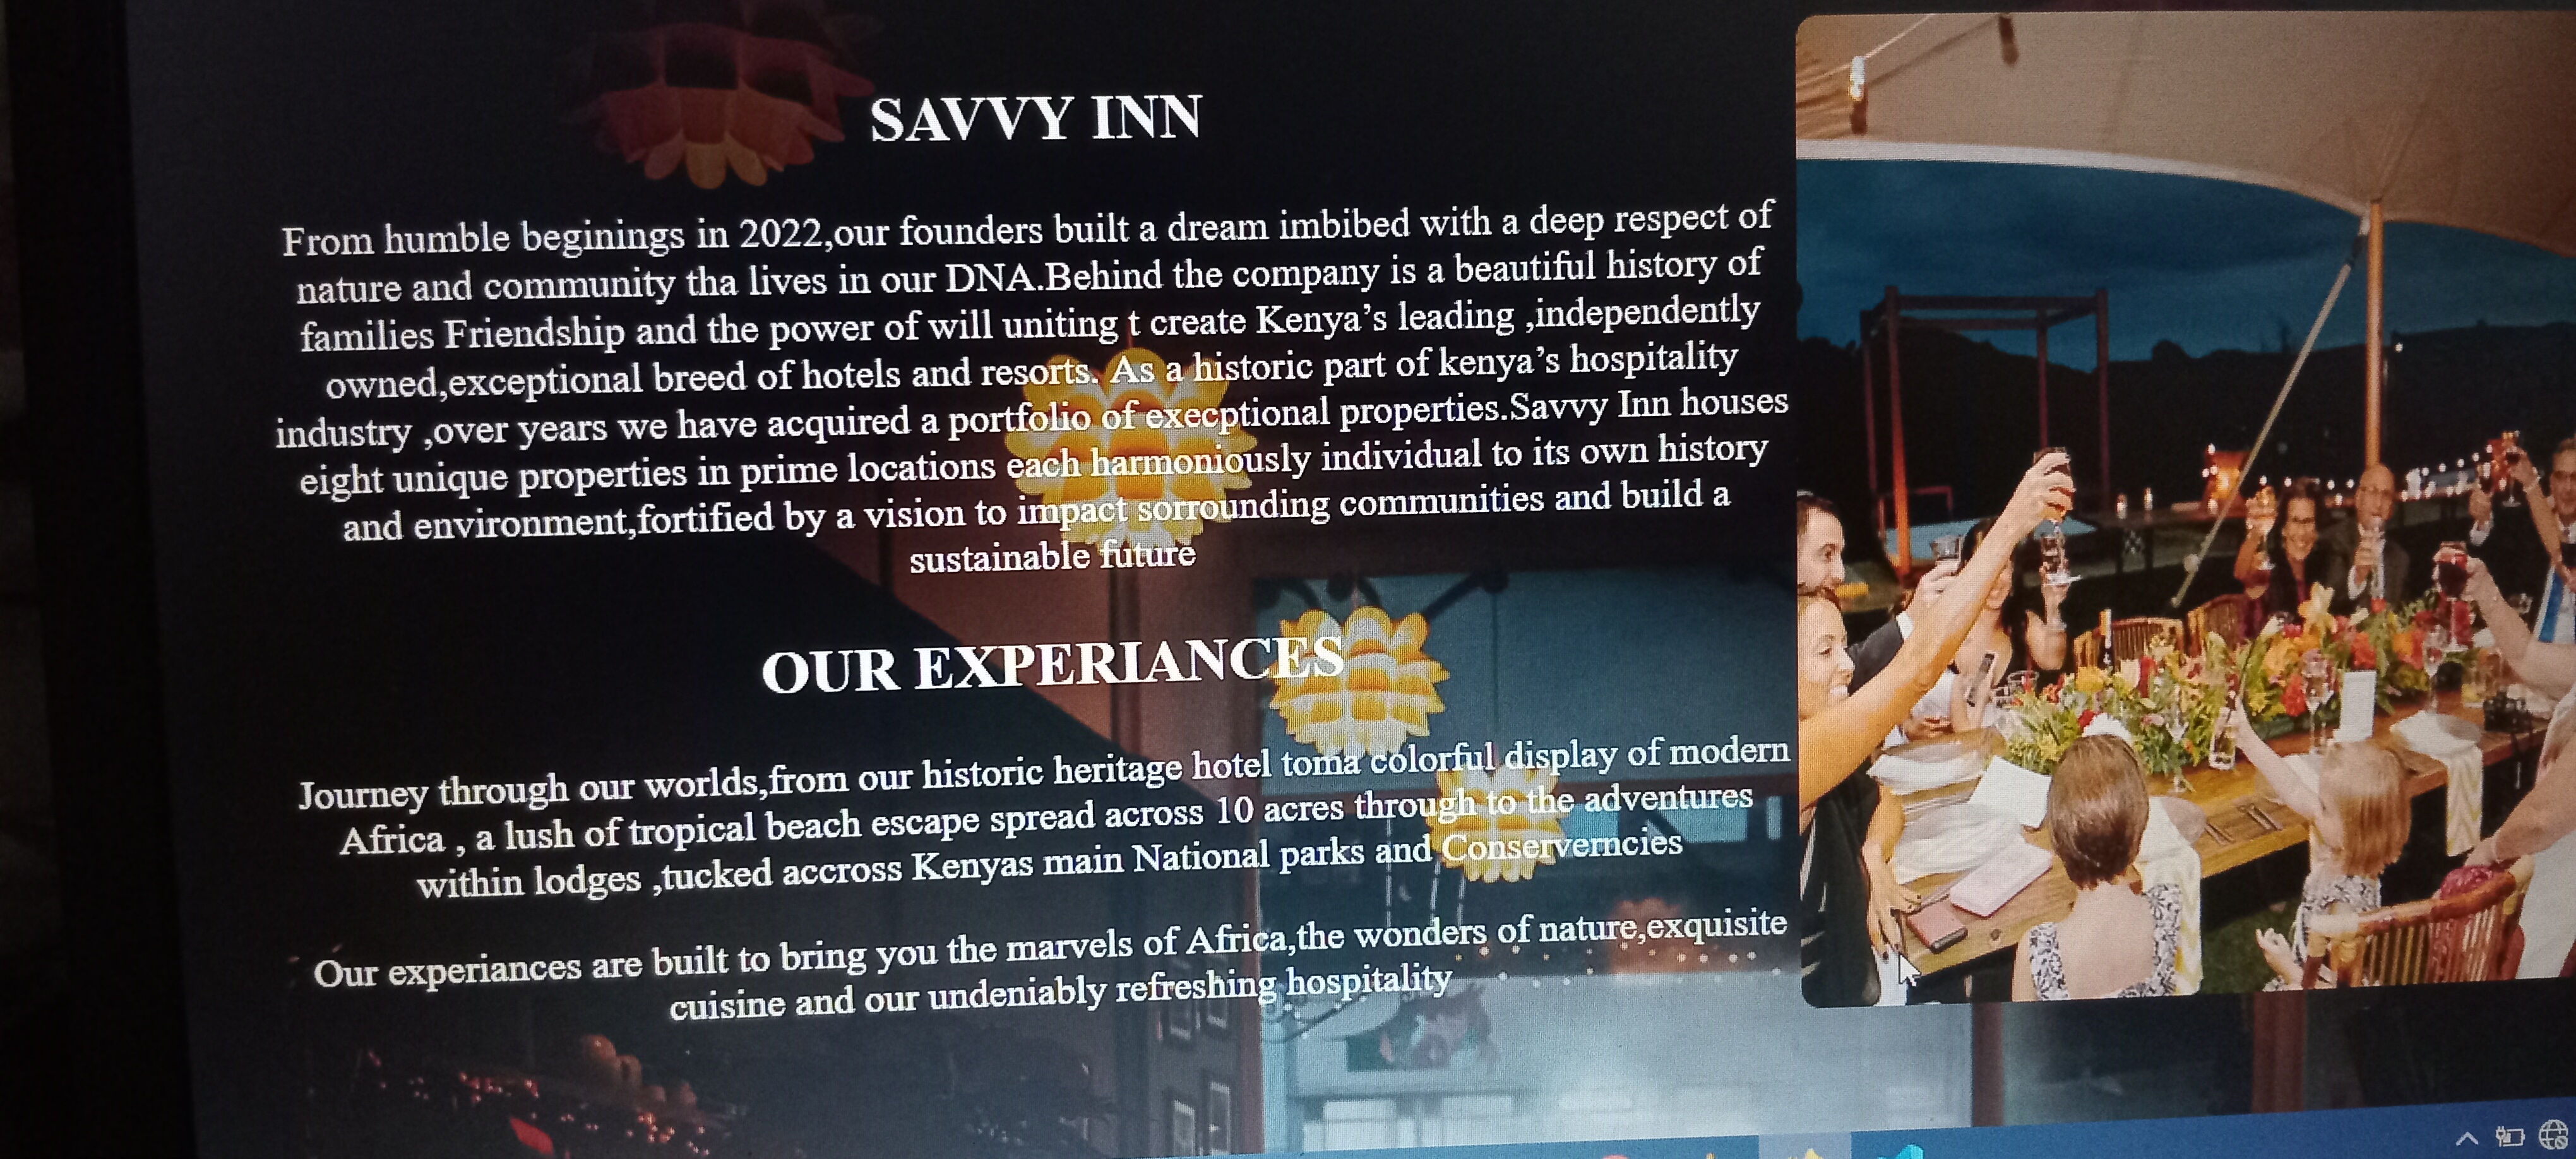 SAVVY INN
From humble beginings in 2022,our founders built a dream imbibed with a deep respect of
nature and community tha lives in our DNA.Behind the company is a beautiful history of
families Friendship and the power of will uniting t create Kenya's leading ,independently
owned,exceptional breed of hotels and resorts. As a historic part of kenya's hospitality
industry ,over years we have acquired a portfolio of execptional properties.Savvy Inn houses
eight unique properties in prime locations each harmoniously individual to its own history
and environment,fortified by a vision to impact sorrounding communities and build a
sustainable future
OUR EXPERIANCES
Journey through our worlds,from our historic heritage hotel toma colorful display of modern
Africa , a lush of tropical beach escape spread across 10 acres through to the adventures
within lodges ,tucked accross Kenyas main National parks and Conserverncies
Our experiances are built to bring you the marvels of Africa,the wonders of nature,exquisite
cuisine and our undeniably refreshing hospitality